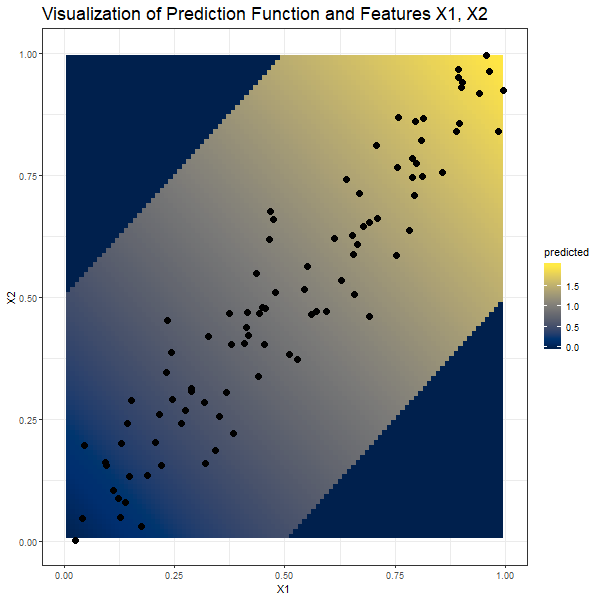 Visualization of Prediction Function and Features X1, X2
1.00
0.75
0.50
0.25
0.00
X2
0.00 0.25 0.50 0.75 1.00
X1
predicted
1.5
1.0
0.5
0.0